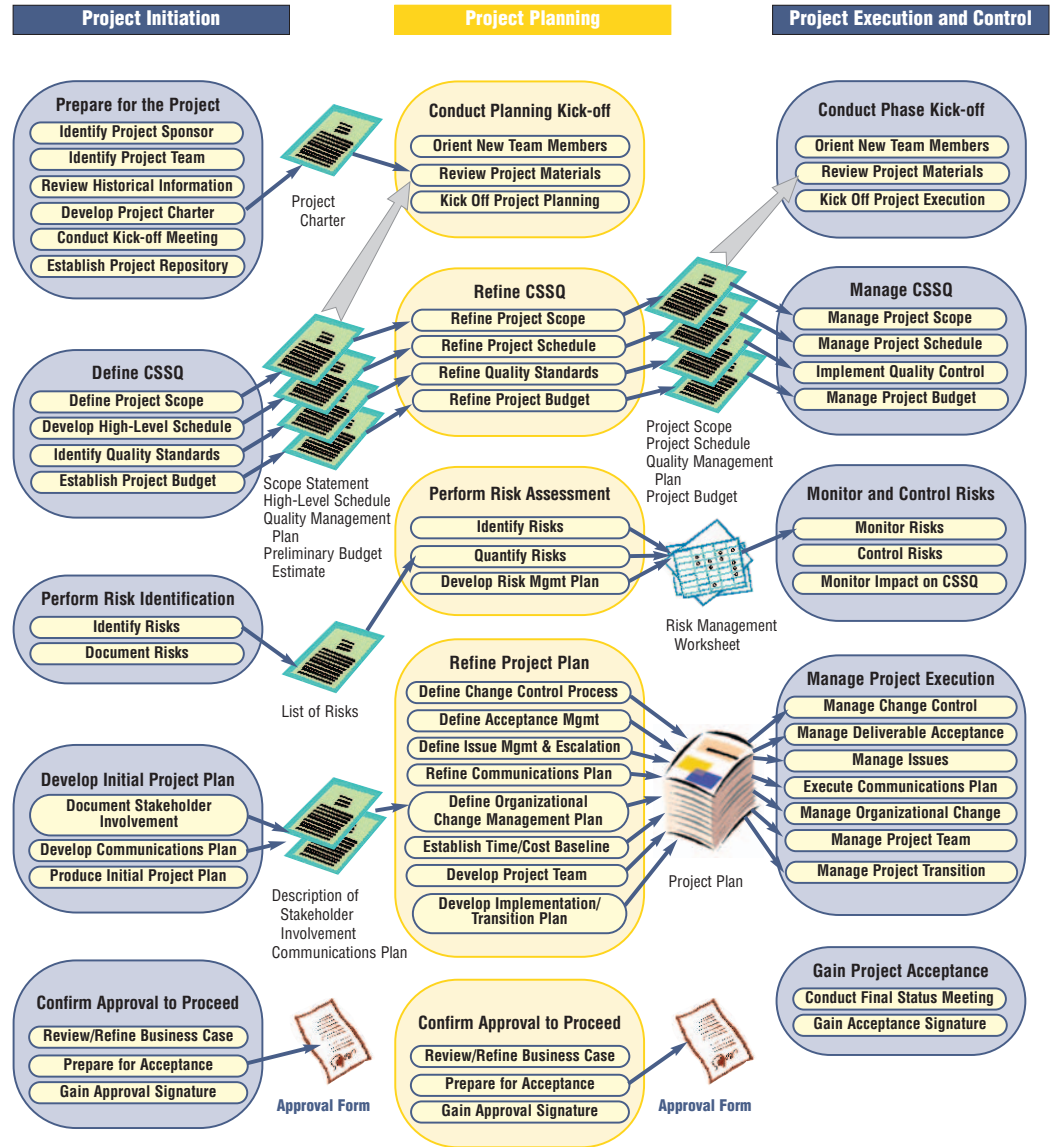 Project Initiation
Project Planning
Project Execution and Control
Prepare for the Project
Identify Project Sponsor
Identify Project Team
Review Historical Information
Develop Project Charter
Conduct Kick-off Meeting
Establish Project Repository
Project
Charter
Conduct Planning Kick-off
Orient New Team Members
Review Project Materials
Kick Off Project Planning
Conduct Phase Kick-off
Orient New Team Members
Review Project Materials
Kick Off Project Execution
Define CSSQ
Define Project Scope
Develop High-Level Schedule
Identify Quality Standards
Establish Project Budget
Scope Statement
High-Level Schedule
Quality Management
Plan
Preliminary Budget
Estimate
Refine CSSQ
Refine Project Scope
Refine Project Schedule
Refine Quality Standards
Refine Project Budget
Project Scope
Project Schedule
Quality Management
Plan
Project Budget
Manage CSSQ
Manage Project Scope
Manage Project Schedule
Implement Quality Control
Manage Project Budget
Perform Risk Identification
Identify Risks
Document Risks
List of Risks
Perform Risk Assessment
Identify Risks
Quantify Risks
Develop Risk Mgmt Plan
Risk Management
Worksheet
Monitor and Control Risks
Monitor Risks
Control Risks
Monitor Impact on CSSQ
Develop Initial Project Plan
Document Stakeholder
Involvement
Develop Communications Plan
Produce Initial Project Plan
Description of
Stakeholder
Involvement
Communications Plan
Refine Project Plan
Define Change Control Process
Define Acceptance Mgmt
Define Issue Mgmt & Escalation
Refine Communications Plan
Define Organizational
Change Management Plan
Establish Time/Cost Baseline
Develop Project Team
Develop Implementation/
Transition Plan
Project Plan
Manage Project Execution
Manage Change Control
Manage Deliverable Acceptance
Manage Issues
Execute Communications Plan
Manage Organizational Change
Manage Project Team
Manage Project Transition
Confirm Approval to Proceed
Review/Refine Business Case
Prepare for Acceptance
Gain Approval Signature
Approval Form
Confirm Approval to Proceed
Review/Refine Business Case
Prepare for Acceptance
Gain Approval Signature
Approval Form
Gain Project Acceptance
Conduct Final Status Meeting
Gain Acceptance Signature